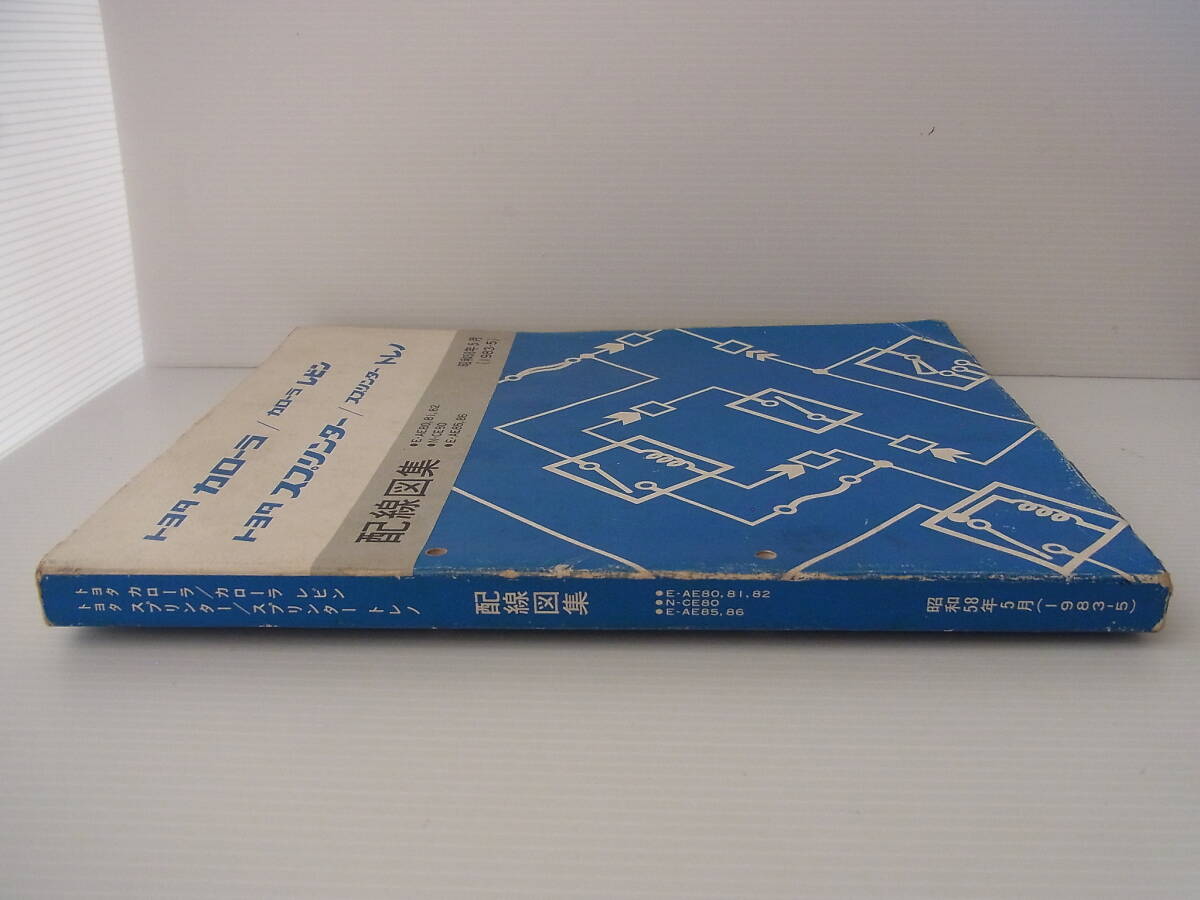 トヨタ カローラ / カローラ レビン
トヨタ スプリンター / スプリンター トレノ
配線図集
●E-AE80,81,82
●N-CE80
●E-AE85,86
昭和58年5月
(1983-5)
トヨタ カローラ/カローラ レビン
トヨタ スプリンター/スプリンター トレノ
配線図集
●E-AE80,81,82
●N-CE80
●E-AE85,86
昭和58年5月(1983-5)